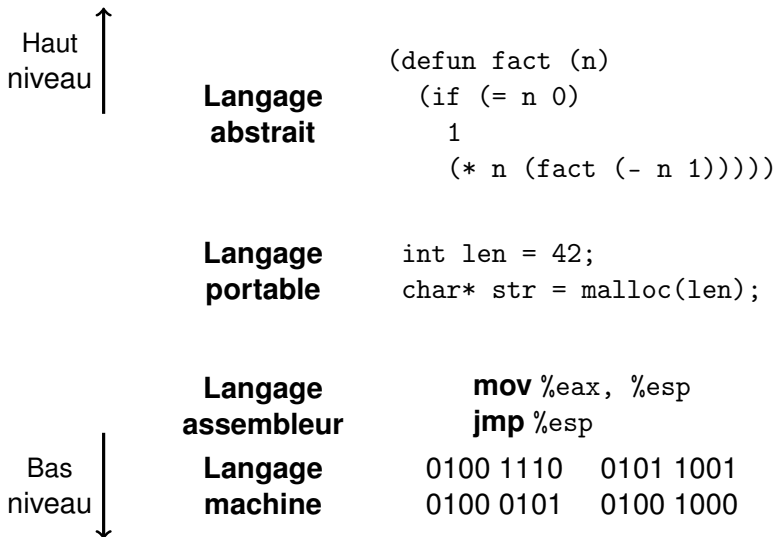 Haut
niveau
Langage
abstrait
(defun fact (n)
(if (= n 0)
1
(* n (fact (- n 1)))))
Langage
portable
int len = 42;
char* str = malloc(len);
Langage
assembleur
mov %eax, %esp
jmp %esp
Bas
niveau
Langage
machine
0100 1110 0101 1001
0100 0101 0100 1000